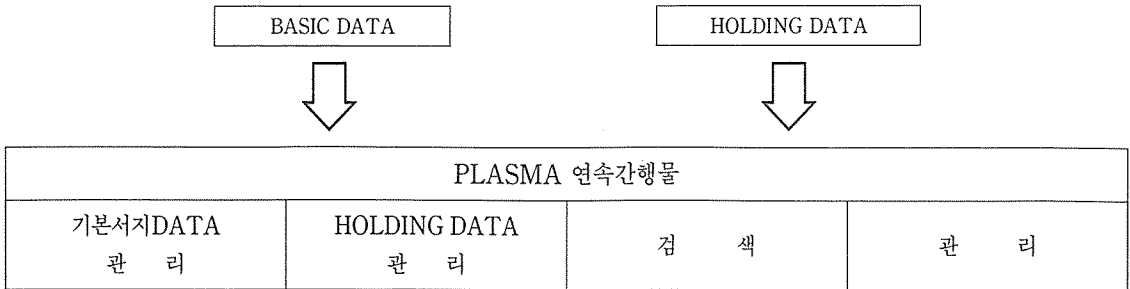 BASIC DATA
HOLDING DATA
PLASMA 연속간행물
기본서지DATA
관 리
HOLDING DATA
관 리
검 색
관 리